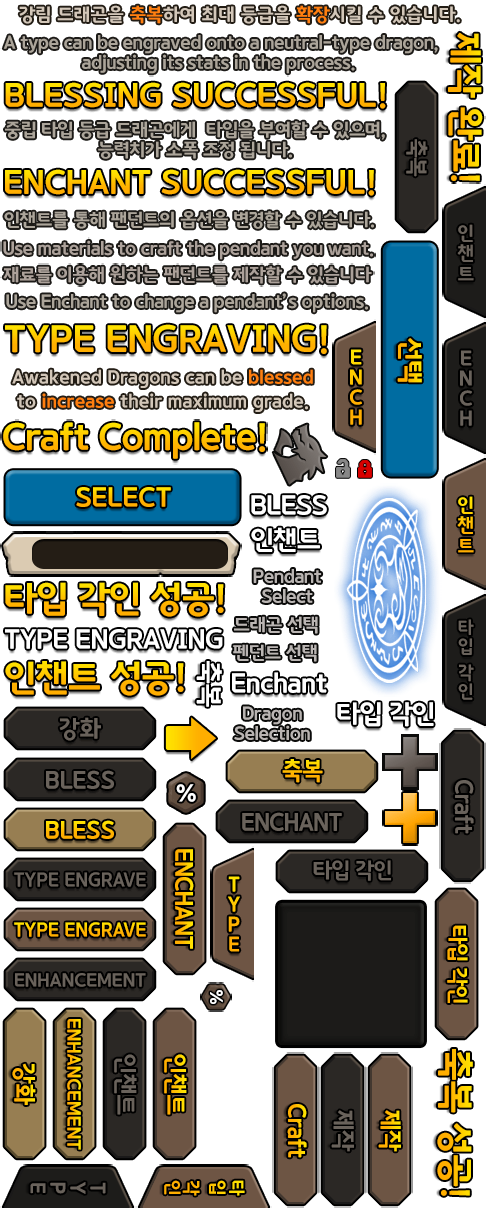 강림 드래곤을 축복하여 최대 등급을 확장시킬 수 있습니다.
A type can be engraved onto a neutral-type dragon,
adjusting its stats in the process.
제작 완료!
BLESSING SUCCESSFUL!
축복
중립 타입 등급 드래곤에게 타입을 부여할 수 있으며,
능력치가 소폭 조정 됩니다.
ENCHANT SUCCESSFUL!
인챈트를 통해 팬던트의 옵션을 변경할 수 있습니다.
인챈트
Use materials to craft the pendant you want.
재료를 이용해 원하는 팬던트를 제작할 수 있습니다
Use Enchant to change a pendant's options.
선택
TYPE ENGRAVING!
ENCH
ENCH
Awakened Dragons can be blessed
to increase their maximum grade.
Craft Complete!
SELECT
BLESS
인챈트
인챈트
Pendant
Select
타입 각인 성공!
드래곤 선택
TYPE ENGRAVING
펜던트 선택
타입 각인
인챈트 성공!
축복
Enchant
Dragon
Selection
타입 각인
강화
축복
BLESS
%
Craft
ENCHANT
BLESS
TYPE ENGRAVE
ENCHANT
TYPE
타입 각인
TYPE ENGRAVE
타입 각인
ENHANCEMENT
%
강화
ENHANCEMENT
인챈트
인챈트
Craft
제작
제작
축복 성공!
TYPE
타입 각인